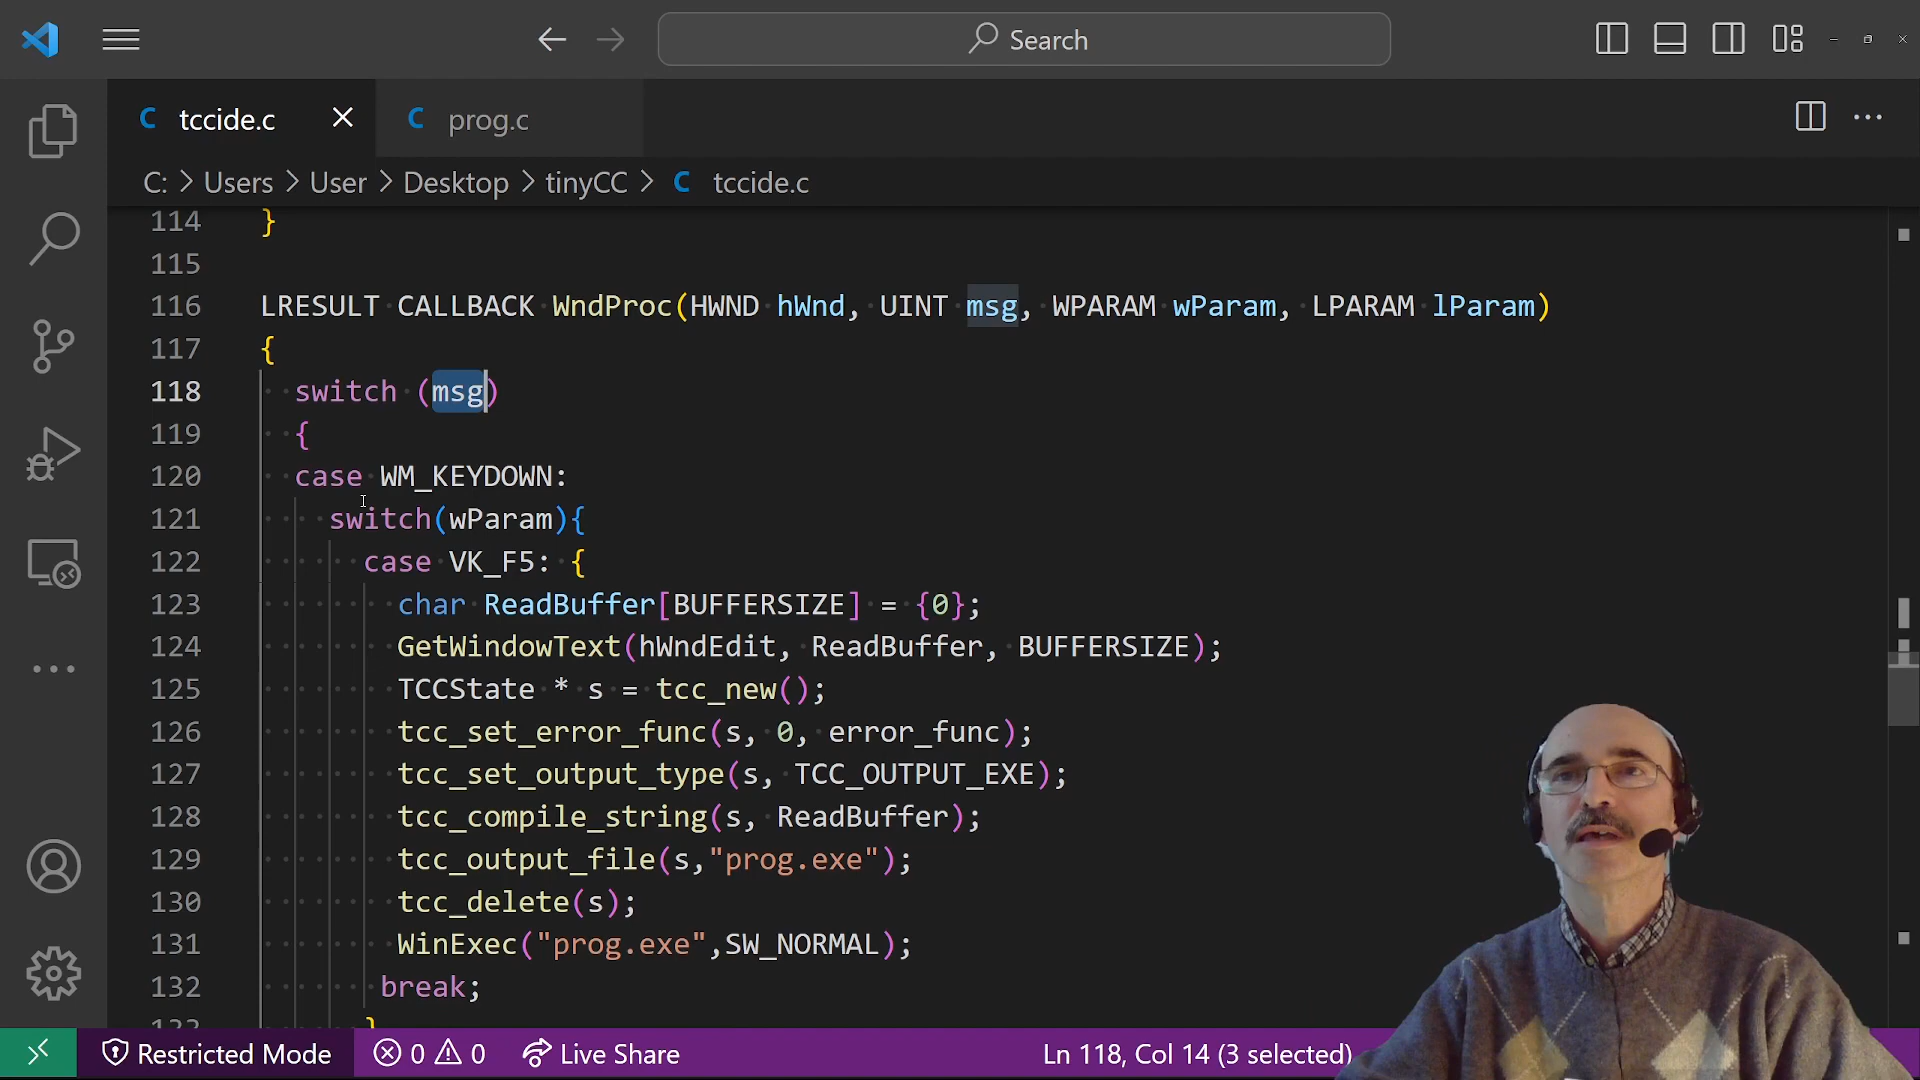 Search
C tccide.c
C prog.c
C: > Users > User > Desktop > tinyCC > C tccide.c
114 }
115
116 LRESULT CALLBACK WndProc(HWND hWnd, UINT msg, WPARAM wParam, LPARAM lParam)
117 {
118 switch (msg)
119 {
120 case WM_KEYDOWN:
121 switch(wParam){
122 case VK_F5: {
123 char ReadBuffer[BUFFERSIZE] = {0};
124 GetWindowText(hWndEdit, ReadBuffer, BUFFERSIZE);
125 TCCState * s = tcc_new();
126 tcc_set_error_func(s, 0, error_func);
127 tcc_set_output_type(s, TCC_OUTPUT_EXE);
128 tcc_compile_string(s, ReadBuffer);
129 tcc_output_file(s,"prog.exe");
130 tcc_delete(s);
131 WinExec("prog.exe",SW_NORMAL);
132 break;
Restricted Mode 0 0 Live Share Ln 118, Col 14 (3 selected)